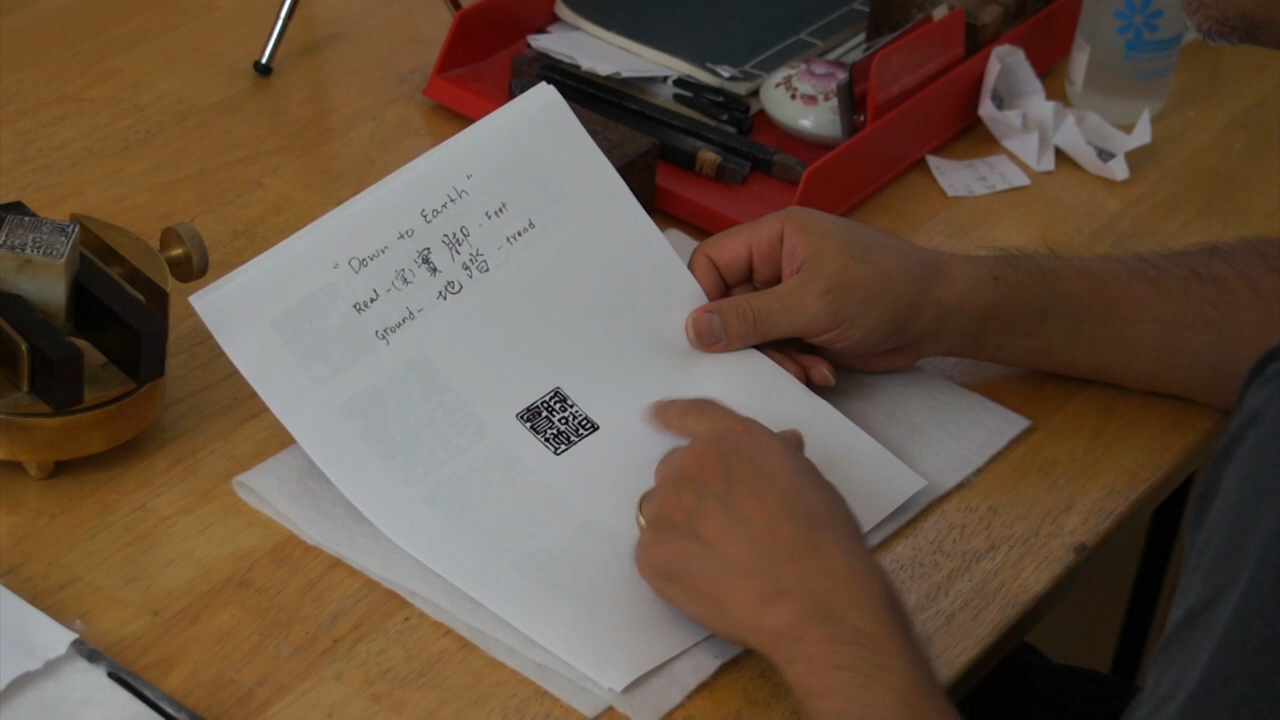 "Down to Earth"
Real - (实) 實 脚 - Feet
Ground - 地 踏 - tread